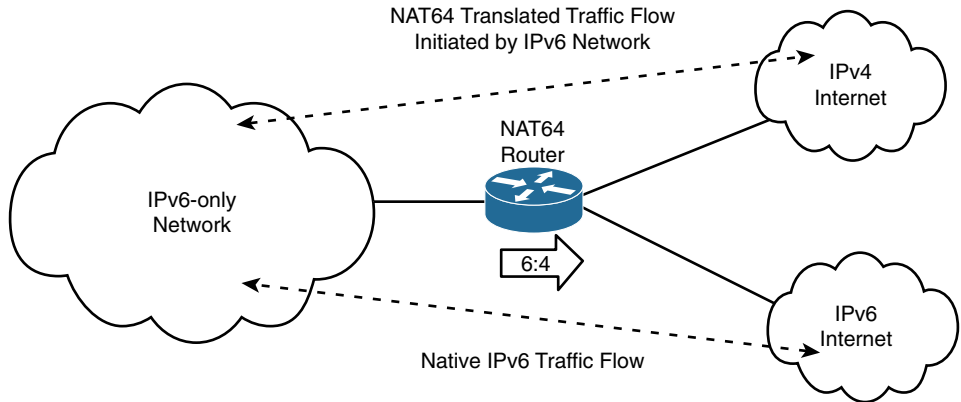 NAT64 Translated Traffic Flow
Initiated by IPv6 Network
IPv4
Internet
NAT64
Router
IPv6-only
Network
6:4
IPv6
Internet
Native IPv6 Traffic Flow